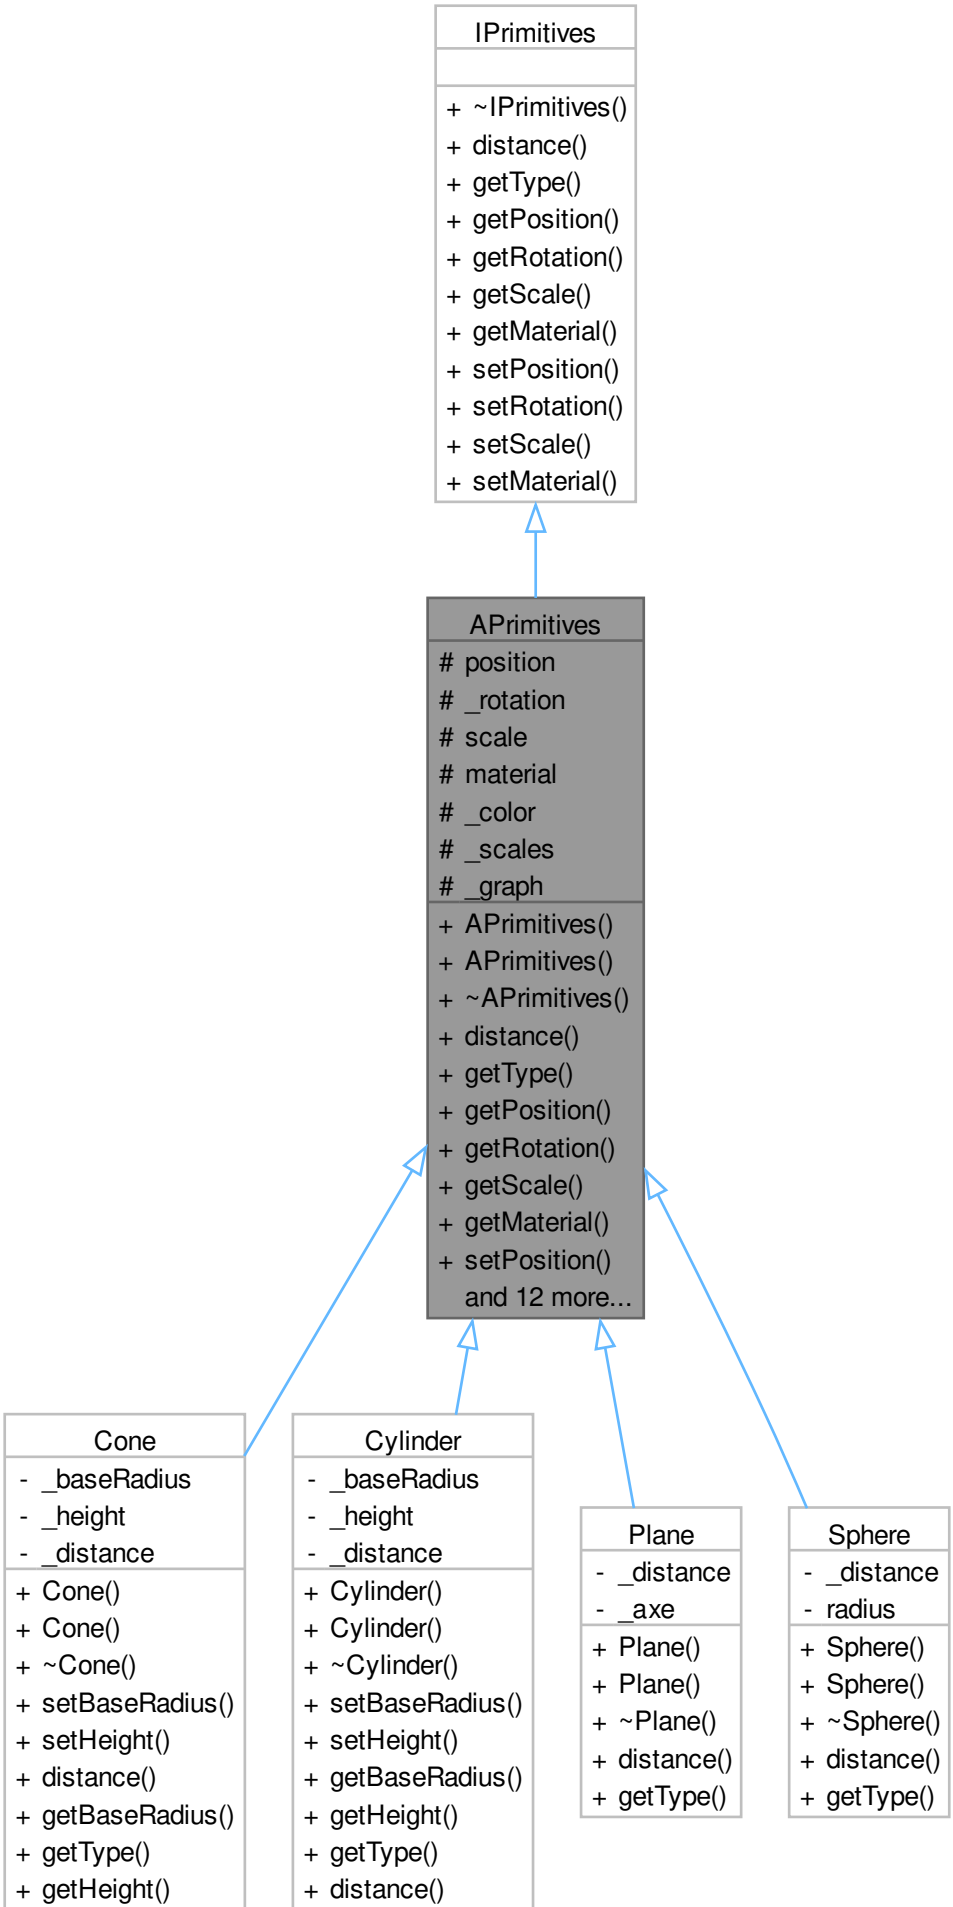 IPrimitives
+ ~IPrimitives()
+ distance()
+ getType()
+ getPosition()
+ getRotation()
+ getScale()
+ getMaterial()
+ setPosition()
+ setRotation()
+ setScale()
+ setMaterial()
APrimitives
# position
# _rotation
# scale
# material
# _color
# _scales
# _graph
+ APrimitives()
+ APrimitives()
+ ~APrimitives()
+ distance()
+ getType()
+ getPosition()
+ getRotation()
+ getScale()
+ getMaterial()
+ setPosition()
and 12 more...
Cone
- _baseRadius
- _height
- _distance
+ Cone()
+ Cone()
+ ~Cone()
+ setBaseRadius()
+ setHeight()
+ distance()
+ getBaseRadius()
+ getType()
+ getHeight()
Cylinder
- _baseRadius
- _height
- _distance
+ Cylinder()
+ Cylinder()
+ ~Cylinder()
+ setBaseRadius()
+ setHeight()
+ getBaseRadius()
+ getHeight()
+ getType()
+ distance()
Plane
- _distance
- _axe
+ Plane()
+ Plane()
+ ~Plane()
+ distance()
+ getType()
Sphere
- _distance
- radius
+ Sphere()
+ Sphere()
+ ~Sphere()
+ distance()
+ getType()